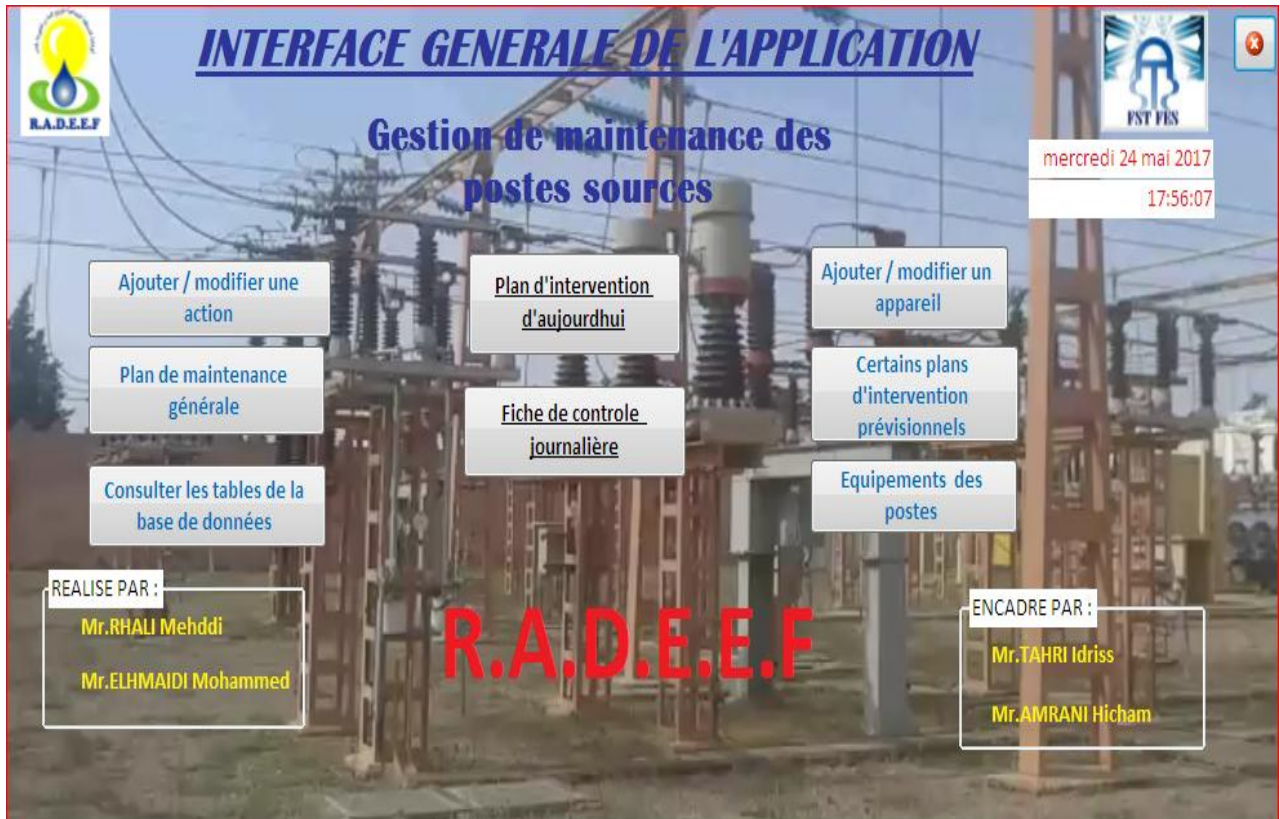 INTERFACE GENERALE DE L'APPLICATION
R.A.D.E.E.F
FST FES
Gestion de maintenance des
postes sources
mercredi 24 mai 2017
17:56:07
Ajouter / modifier une
action
Plan d'intervention
d'aujourdhui
Ajouter / modifier un
appareil
Plan de maintenance
générale
Fiche de controle
journalière
Certains plans
d'intervention
prévisionnels
Consulter les tables de la
base de données
Equipements des
postes
REALISE PAR :
Mr.RHALI Mehddi
Mr.ELHMAIDI Mohammed
R.A.D.E.E.F
ENCADRE PAR :
Mr.TAHRI Idriss
Mr.AMRANI Hicham